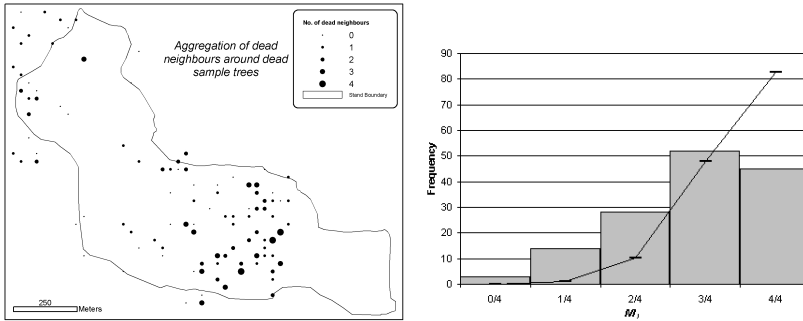 Aggregation of dead
neighbours around dead
sample trees
No. of dead neighbours
0
1
2
3
4
Stand Boundary
250
Meters
Frequency
90
80
70
60
50
40
30
20
10
0
0/4
1/4
2/4
3/4
4/4
M_i